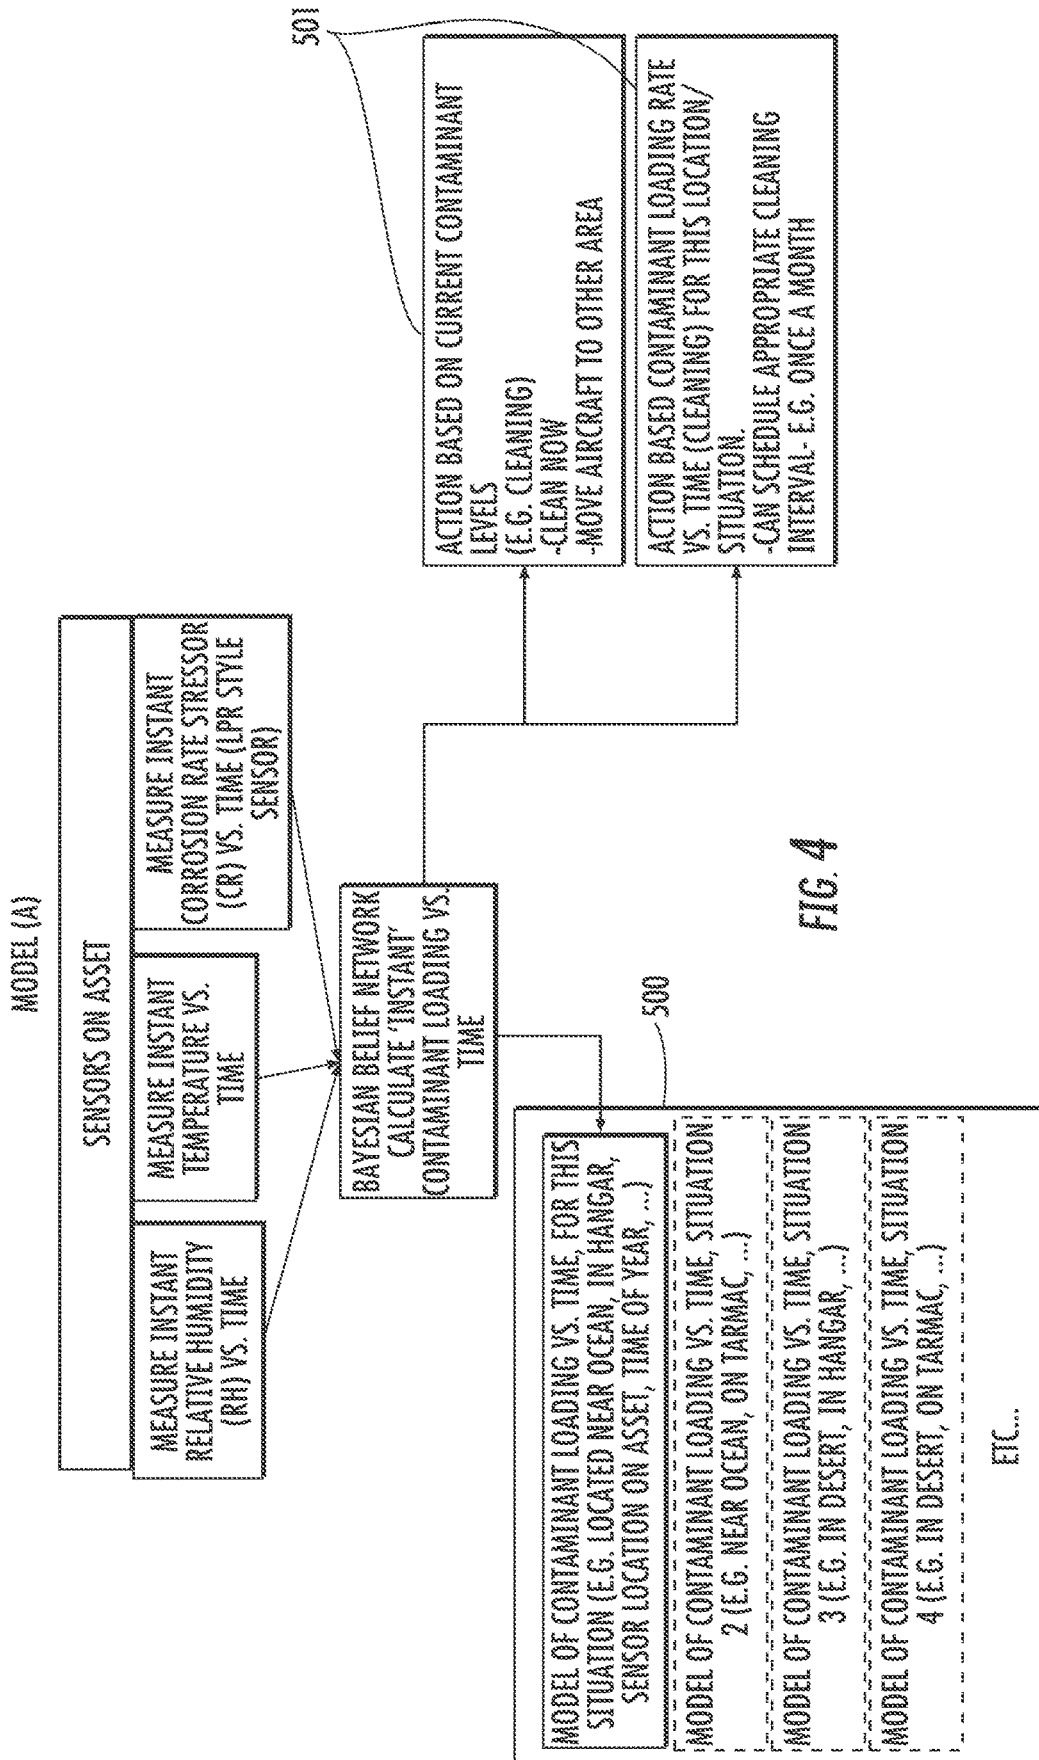 MODEL (A)
SENSORS ON ASSET
MEASURE INSTANT
RELATIVE HUMIDITY
(RH) VS. TIME
MEASURE INSTANT
TEMPERATURE VS.
TIME
MEASURE INSTANT
CORROSION RATE STRESSOR
(CR) VS. TIME (LPR STYLE
SENSOR)
BAYESIAN BELIEF NETWORK
CALCULATE 'INSTANT'
CONTAMINANT LOADING VS.
TIME
501
ACTION BASED ON CURRENT CONTAMINANT
LEVELS
(E.G. CLEANING)
-CLEAN NOW
-MOVE AIRCRAFT TO OTHER AREA
ACTION BASED CONTAMINANT LOADING RATE
VS. TIME (CLEANING) FOR THIS LOCATION/
SITUATION.
-CAN SCHEDULE APPROPRIATE CLEANING
INTERVAL- E.G. ONCE A MONTH
500
MODEL OF CONTAMINANT LOADING VS. TIME, FOR THIS
SITUATION (E.G. LOCATED NEAR OCEAN, IN HANGAR,
SENSOR LOCATION ON ASSET, TIME OF YEAR, ...)
MODEL OF CONTAMINANT LOADING VS. TIME, SITUATION
2 (E.G. NEAR OCEAN, ON TARMAC, ...)
MODEL OF CONTAMINANT LOADING VS. TIME, SITUATION
3 (E.G. IN DESERT, IN HANGAR, ...)
MODEL OF CONTAMINANT LOADING VS. TIME, SITUATION
4 (E.G. IN DESERT, ON TARMAC, ...)
ETC...
FIG. 4